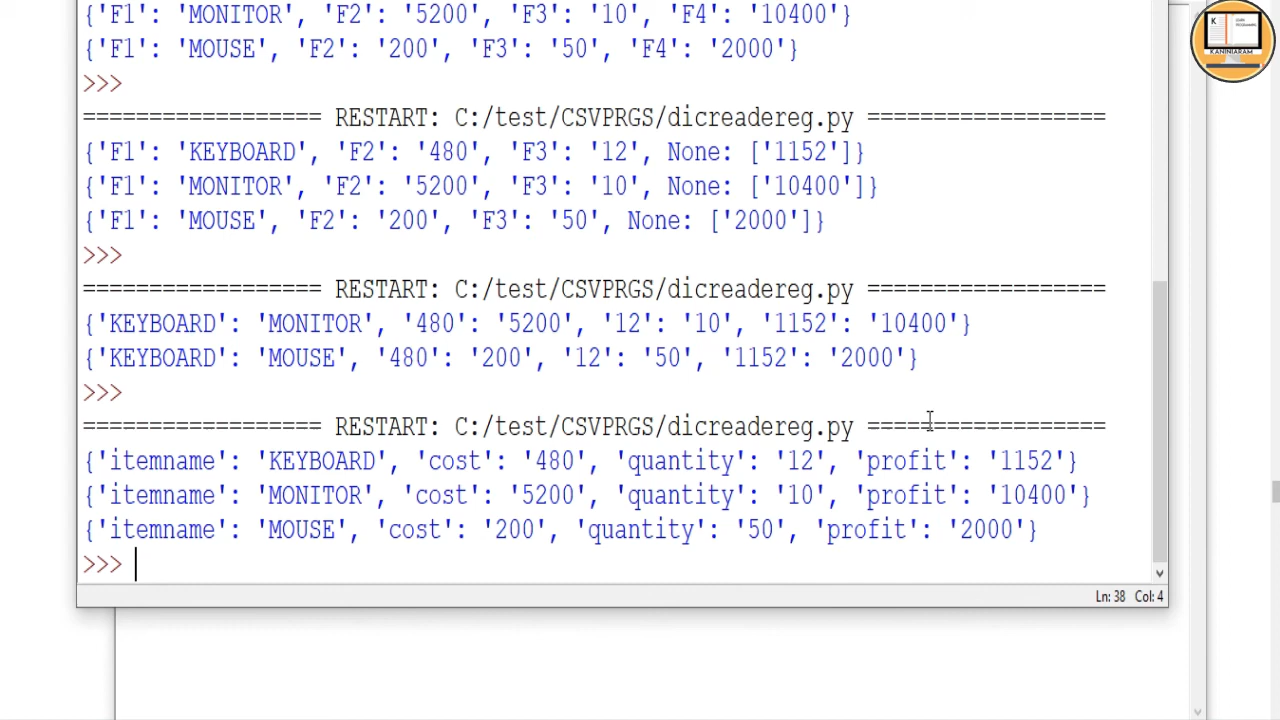 {'F1': 'MONITOR', 'F2': '5200', 'F3': '10', 'F4': '10400'}
{'F1': 'MOUSE', 'F2': '200', 'F3': '50', 'F4': '2000'}
>>>
================== RESTART: C:/test/CSVPRGS/dicreadereg.py ==================
{'F1': 'KEYBOARD', 'F2': '480', 'F3': '12', None: ['1152']}
{'F1': 'MONITOR', 'F2': '5200', 'F3': '10', None: ['10400']}
{'F1': 'MOUSE', 'F2': '200', 'F3': '50', None: ['2000']}
>>>
================== RESTART: C:/test/CSVPRGS/dicreadereg.py ==================
{'KEYBOARD': 'MONITOR', '480': '5200', '12': '10', '1152': '10400'}
{'KEYBOARD': 'MOUSE', '480': '200', '12': '50', '1152': '2000'}
>>>
================== RESTART: C:/test/CSVPRGS/dicreadereg.py ==================
{'itemname': 'KEYBOARD', 'cost': '480', 'quantity': '12', 'profit': '1152'}
{'itemname': 'MONITOR', 'cost': '5200', 'quantity': '10', 'profit': '10400'}
{'itemname': 'MOUSE', 'cost': '200', 'quantity': '50', 'profit': '2000'}
>>>
Ln: 38 Col: 4
K
LEARN
PROGRAMMING
KANINIARAM